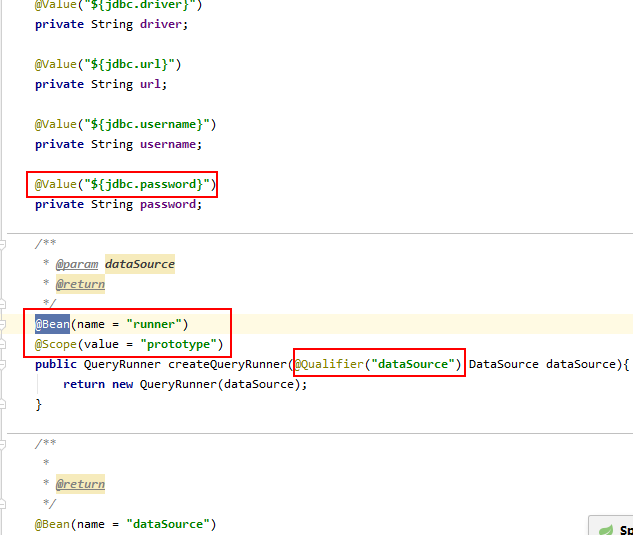 @Value("${jdbc.driver}")
private String driver;
@Value("${jdbc.url}")
private String url;
@Value("${jdbc.username}")
private String username;
@Value("${jdbc.password}")
private String password;
/**
* @param dataSource
* @return
*/
@Bean(name = "runner")
@Scope(value = "prototype")
public QueryRunner createQueryRunner(@Qualifier("dataSource") DataSource dataSource){
return new QueryRunner(dataSource);
}
/**
*
* @return
*/
@Bean(name = "dataSource")
Sp